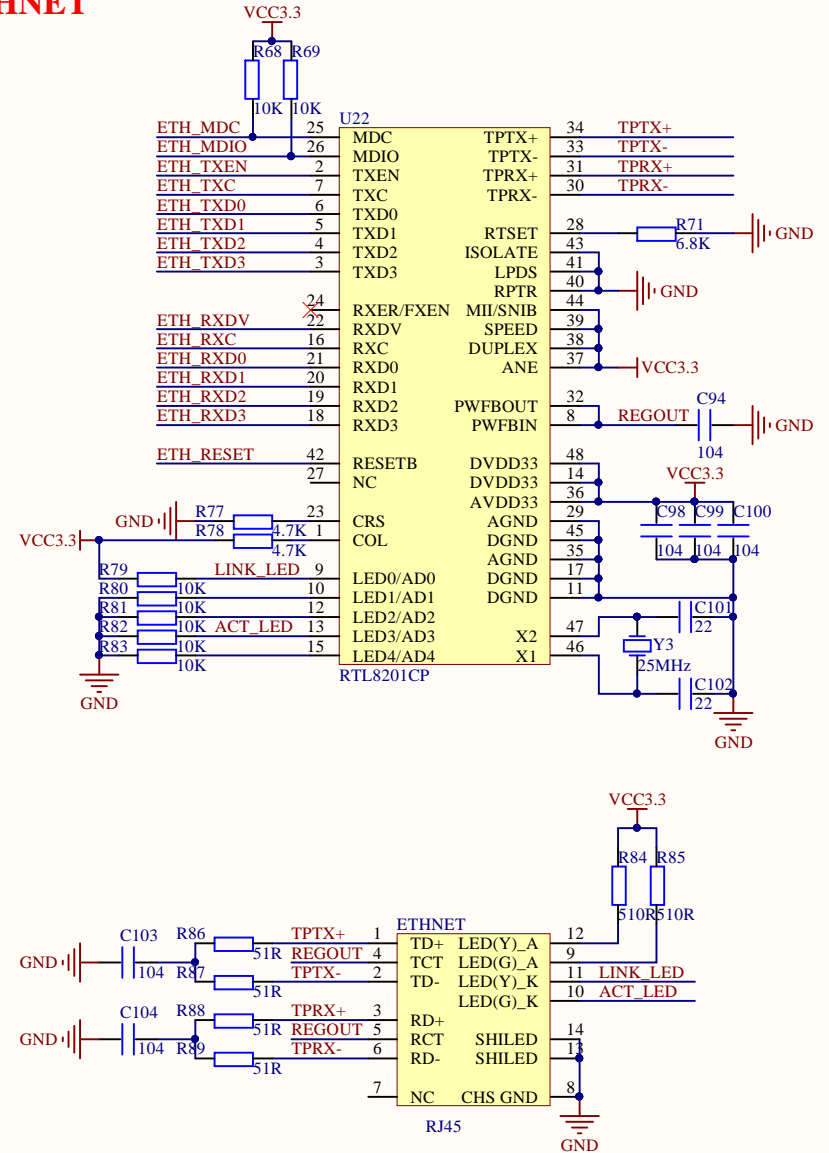 HNET
VCC3.3
R68 R69
10K 10K
U22
ETH_MDC 25 MDC TPTX+ 34 TPTX+
ETH_MDIO 26 MDIO TPTX- 33 TPTX-
ETH_TXEN 2 TXEN TPRX+ 31 TPRX+
ETH_TXC 7 TXC TPRX- 30 TPRX-
ETH_TXD0 6 TXD0
ETH_TXD1 5 TXD1 RTSET 28 R71 6.8K GND
ETH_TXD2 4 TXD2 ISOLATE 43
ETH_TXD3 3 TXD3 LPDS 41
RPTR 40 GND
24 RXER/FXEN MII/SNIB 44
ETH_RXDV 22 RXDV SPEED 39
ETH_RXC 16 RXC DUPLEX 38
ETH_RXD0 21 RXD0 ANE 37 VCC3.3
ETH_RXD1 20 RXD1
ETH_RXD2 19 RXD2 PWFBOUT 32 C94
ETH_RXD3 18 RXD3 PWFBIN 8 REGOUT GND
104
ETH_RESET 42 RESETB DVDD33 48
27 NC DVDD33 14 VCC3.3
AVDD33 36
GND R77 4.7K 23 CRS AGND 29 C98 C99 C100
VCC3.3 R78 4.7K 1 COL DGND 45
AGND 35 104 104 104
R79 10K LINK_LED 9 LED0/AD0 DGND 17
R80 10K 10 LED1/AD1 DGND 11
R81 10K 12 LED2/AD2 C101 22
R82 10K ACT_LED 13 LED3/AD3 X2 47 Y3
R83 10K 15 LED4/AD4 X1 46 25MHz
GND RTL8201CP C102 22
GND
VCC3.3
R84 R85
510R 510R
ETHNET
C103 R86 51R TPTX+ 1 TD+ LED(Y)_A 12
GND 104 REGOUT 4 TCT LED(G)_A 9
R87 51R TPTX- 2 TD- LED(Y)_K 11 LINK_LED
LED(G)_K 10 ACT_LED
C104 R88 51R TPRX+ 3 RD+
GND 104 REGOUT 5 RCT SHILED 14
R89 51R TPRX- 6 RD- SHILED 13
7 NC CHS GND 8
RJ45
GND